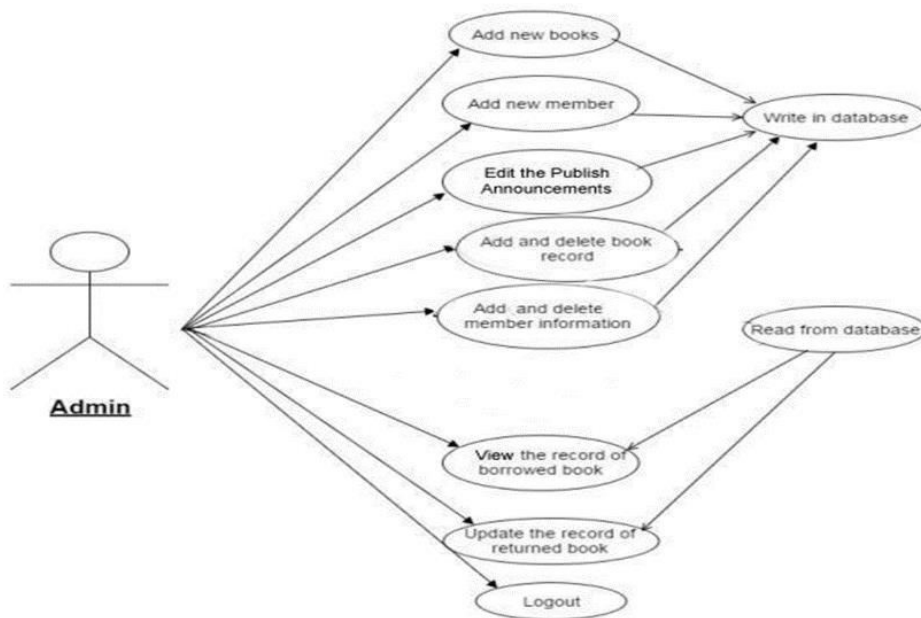 Add new books
Add new member
Write in database
Edit the Publish
Announcements
Add and delete book
record
Add and delete
member information
Read from database
Admin
View the record of
borrowed book
Update the record of
returned book
Logout